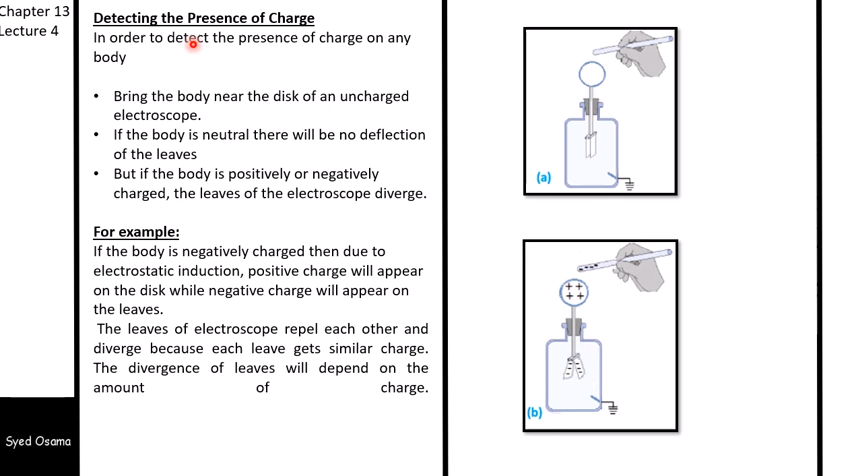 Chapter 13
Lecture 4
Detecting the Presence of Charge
In order to detect the presence of charge on any
body
• Bring the body near the disk of an uncharged
electroscope.
• If the body is neutral there will be no deflection
of the leaves
• But if the body is positively or negatively
charged, the leaves of the electroscope diverge.
For example:
If the body is negatively charged then due to
electrostatic induction, positive charge will appear
on the disk while negative charge will appear on
the leaves.
The leaves of electroscope repel each other and
diverge because each leave gets similar charge.
The divergence of leaves will depend on the
amount of charge.
(a)
++
++
(b)
Syed Osama